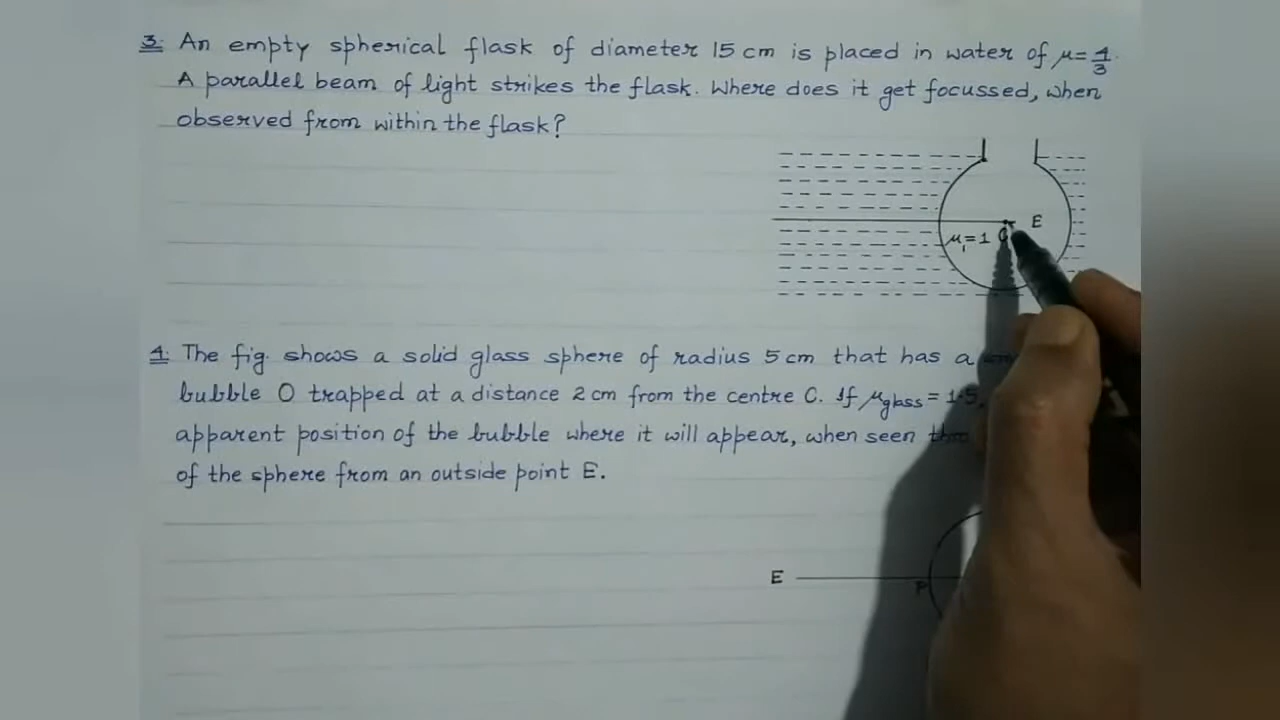 3. An empty spherical flask of diameter 15 cm is placed in water of μ = 4/3.
A parallel beam of light strikes the flask. Where does it get focussed, when
observed from within the flask?
E
μ₁ = 1
4. The fig. shows a solid glass sphere of radius 5 cm that has a
bubble O trapped at a distance 2 cm from the centre C. If μglass = 1.5,
apparent position of the bubble where it will appear, when seen
of the sphere from an outside point E.
E
P